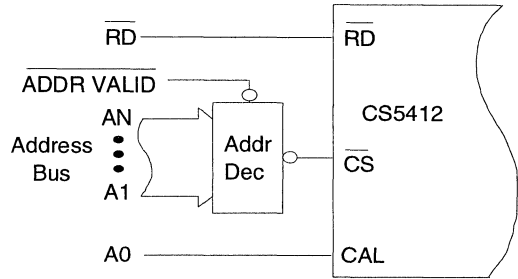 RD
RD
ADDR VALID
CS5412
AN
Address
Bus
A1
Addr
Dec
CS
A0
CAL